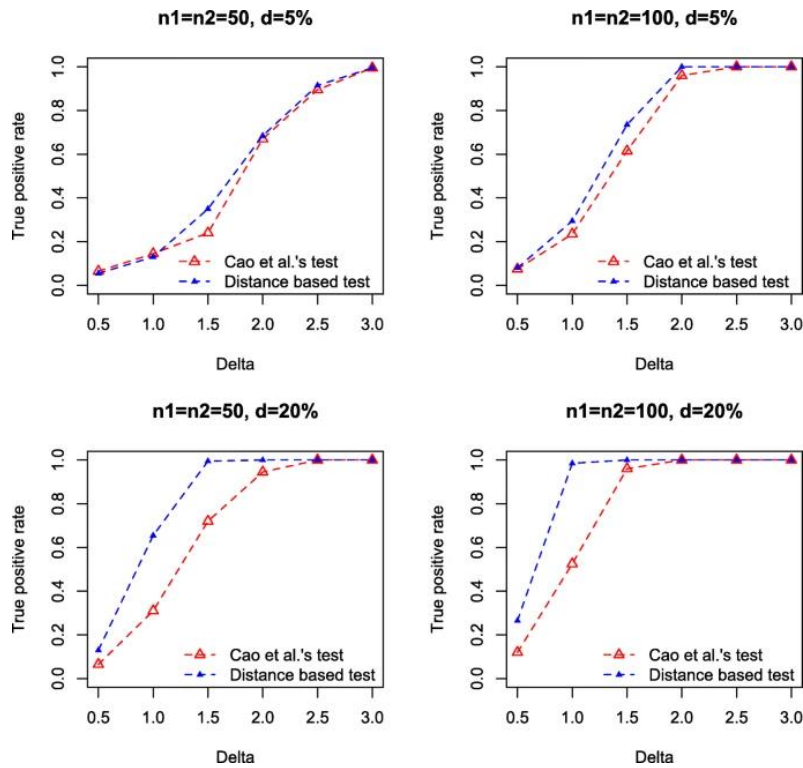 n1=n2=50, d=5%
True positive rate
1.0
0.8
0.6
0.4
0.2
0.0
Cao et al.'s test
Distance based test
0.5 1.0 1.5 2.0 2.5 3.0
Delta
n1=n2=100, d=5%
True positive rate
1.0
0.8
0.6
0.4
0.2
0.0
Cao et al.'s test
Distance based test
0.5 1.0 1.5 2.0 2.5 3.0
Delta
n1=n2=50, d=20%
True positive rate
1.0
0.8
0.6
0.4
0.2
0.0
Cao et al.'s test
Distance based test
0.5 1.0 1.5 2.0 2.5 3.0
Delta
n1=n2=100, d=20%
True positive rate
1.0
0.8
0.6
0.4
0.2
0.0
Cao et al.'s test
Distance based test
0.5 1.0 1.5 2.0 2.5 3.0
Delta